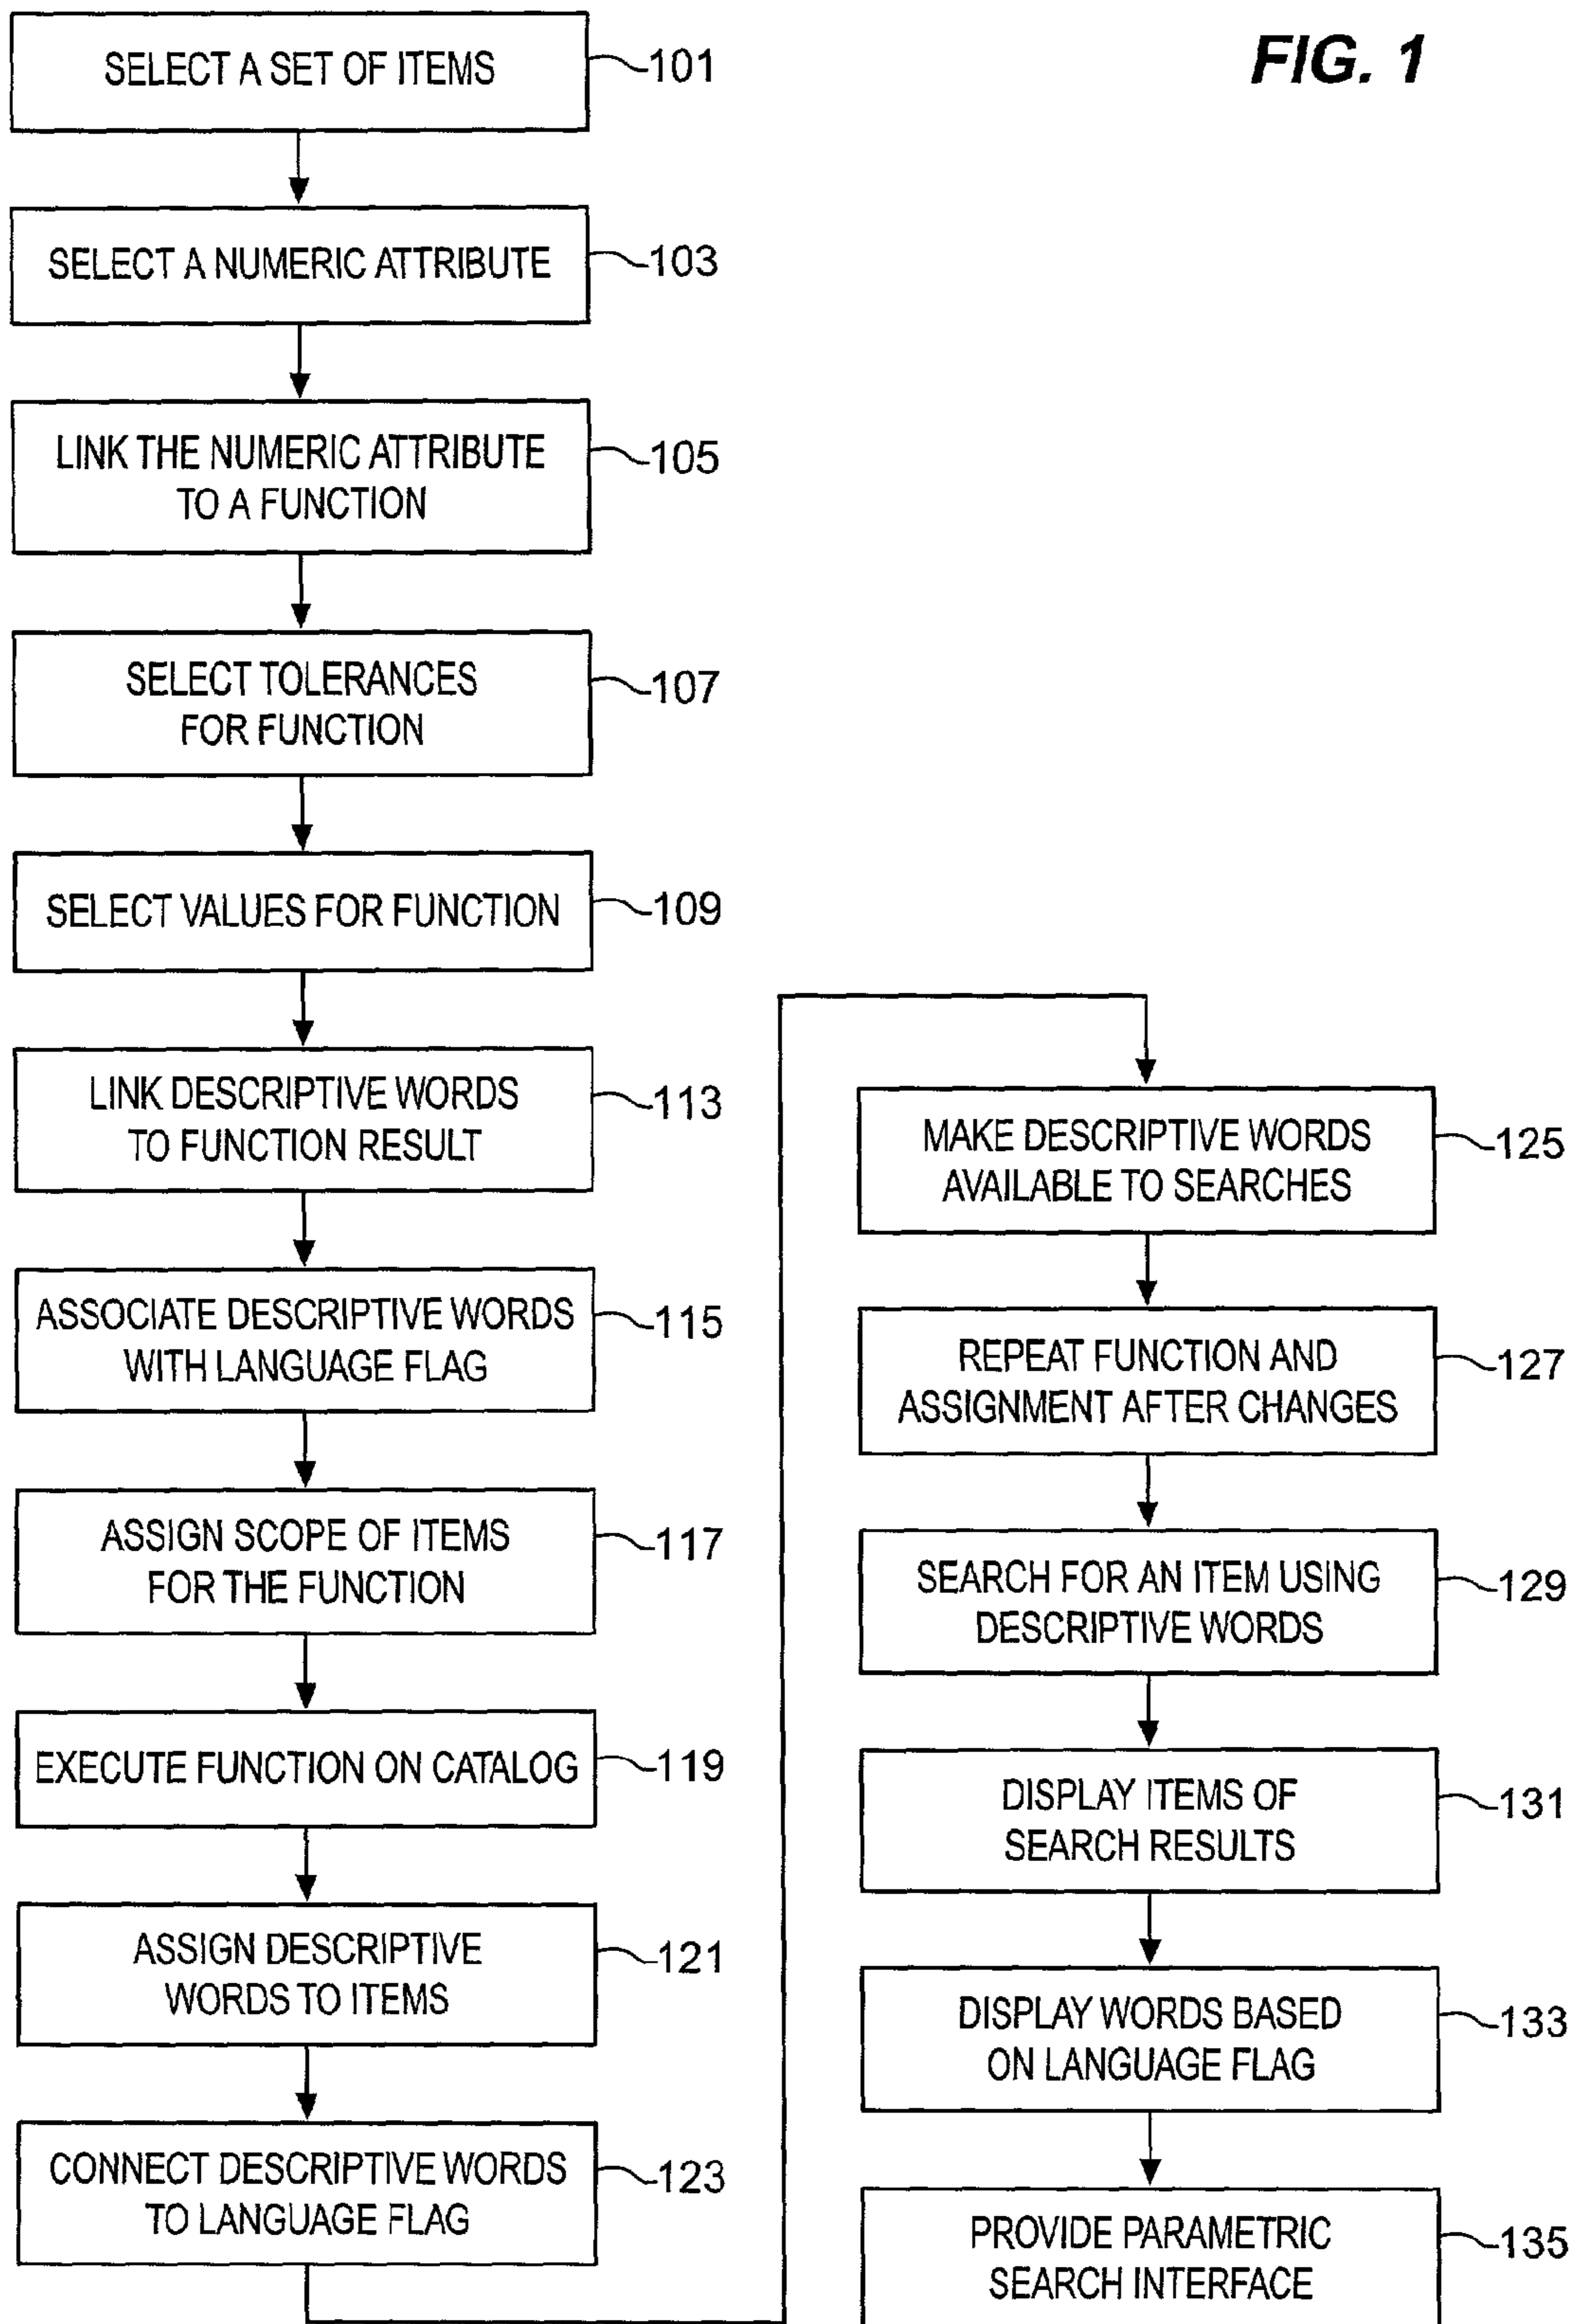 FIG. 1
SELECT A SET OF ITEMS
101
SELECT A NUMERIC ATTRIBUTE
103
LINK THE NUMERIC ATTRIBUTE
TO A FUNCTION
105
SELECT TOLERANCES
FOR FUNCTION
107
SELECT VALUES FOR FUNCTION
109
LINK DESCRIPTIVE WORDS
TO FUNCTION RESULT
113
ASSOCIATE DESCRIPTIVE WORDS
WITH LANGUAGE FLAG
115
ASSIGN SCOPE OF ITEMS
FOR THE FUNCTION
117
EXECUTE FUNCTION ON CATALOG
119
ASSIGN DESCRIPTIVE
WORDS TO ITEMS
121
CONNECT DESCRIPTIVE WORDS
TO LANGUAGE FLAG
123
MAKE DESCRIPTIVE WORDS
AVAILABLE TO SEARCHES
125
REPEAT FUNCTION AND
ASSIGNMENT AFTER CHANGES
127
SEARCH FOR AN ITEM USING
DESCRIPTIVE WORDS
129
DISPLAY ITEMS OF
SEARCH RESULTS
131
DISPLAY WORDS BASED
ON LANGUAGE FLAG
133
PROVIDE PARAMETRIC
SEARCH INTERFACE
135